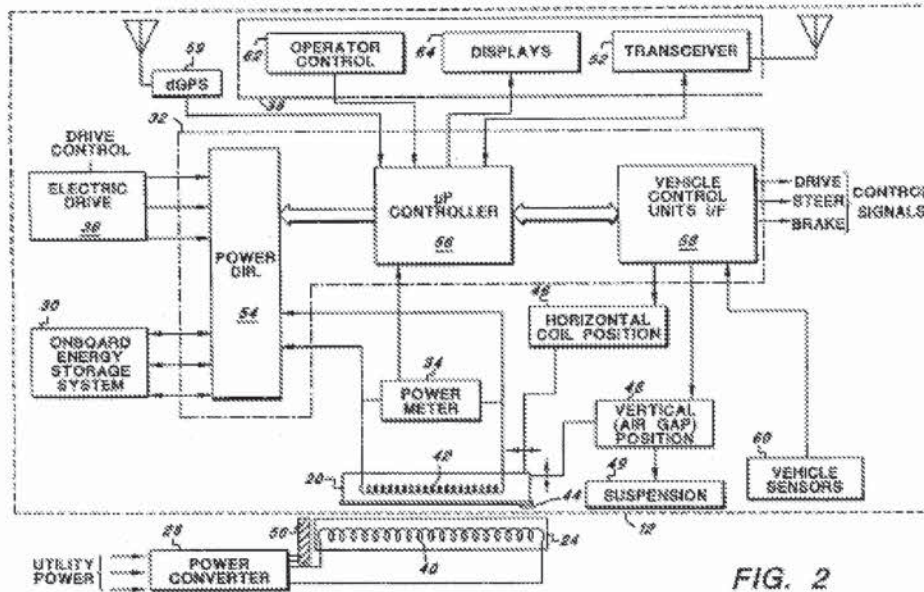 59
dGPS
62
OPERATOR
CONTROL
64
DISPLAYS
52
TRANSCEIVER
38
32
DRIVE
CONTROL
ELECTRIC
DRIVE
36
POWER
DIR.
54
µP
CONTROLLER
56
VEHICLE
CONTROL
UNITS I/F
58
DRIVE
STEER
BRAKE
CONTROL
SIGNALS
30
ONBOARD
ENERGY
STORAGE
SYSTEM
34
POWER
METER
46
HORIZONTAL
COIL POSITION
48
VERTICAL
(AIR GAP)
POSITION
49
SUSPENSION
60
VEHICLE
SENSORS
20
42
44
12
UTILITY
POWER
26
POWER
CONVERTER
50
40
24
FIG. 2